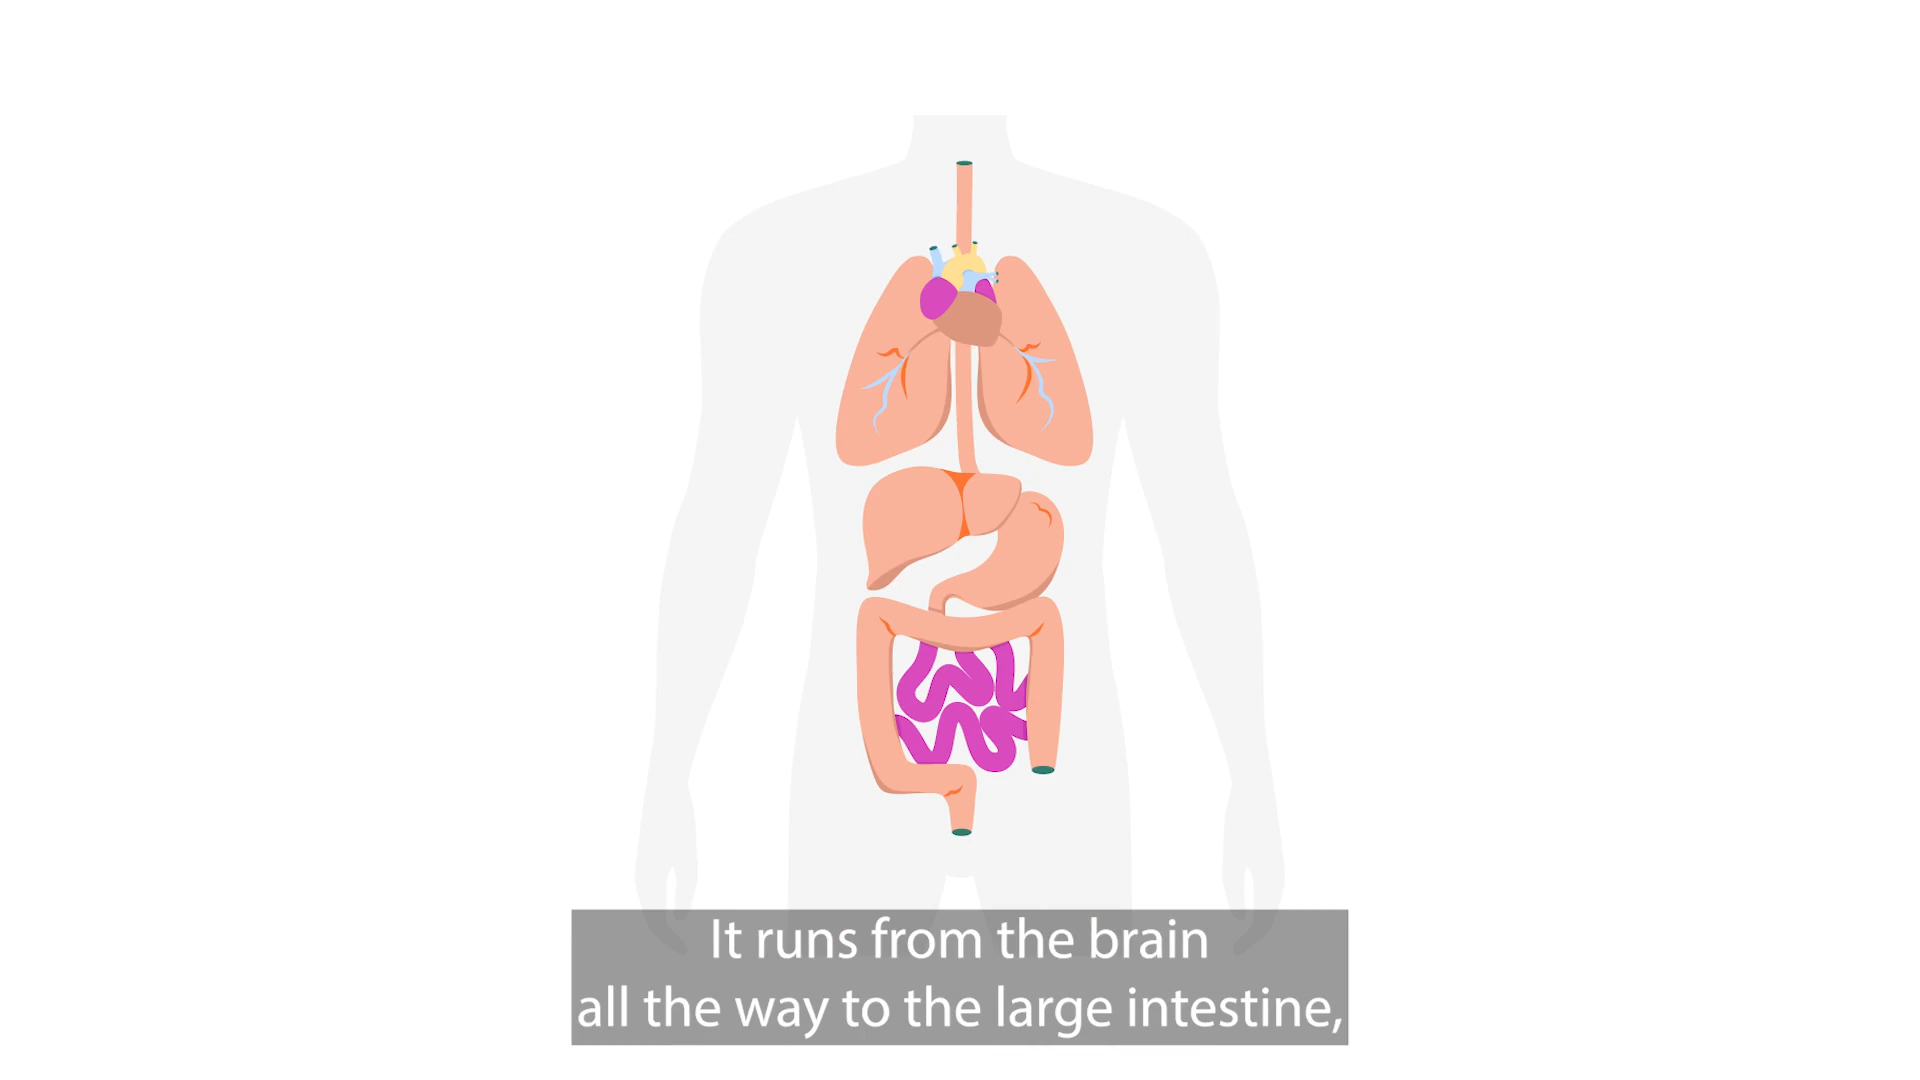 It runs from the brain
all the way to the large intestine,